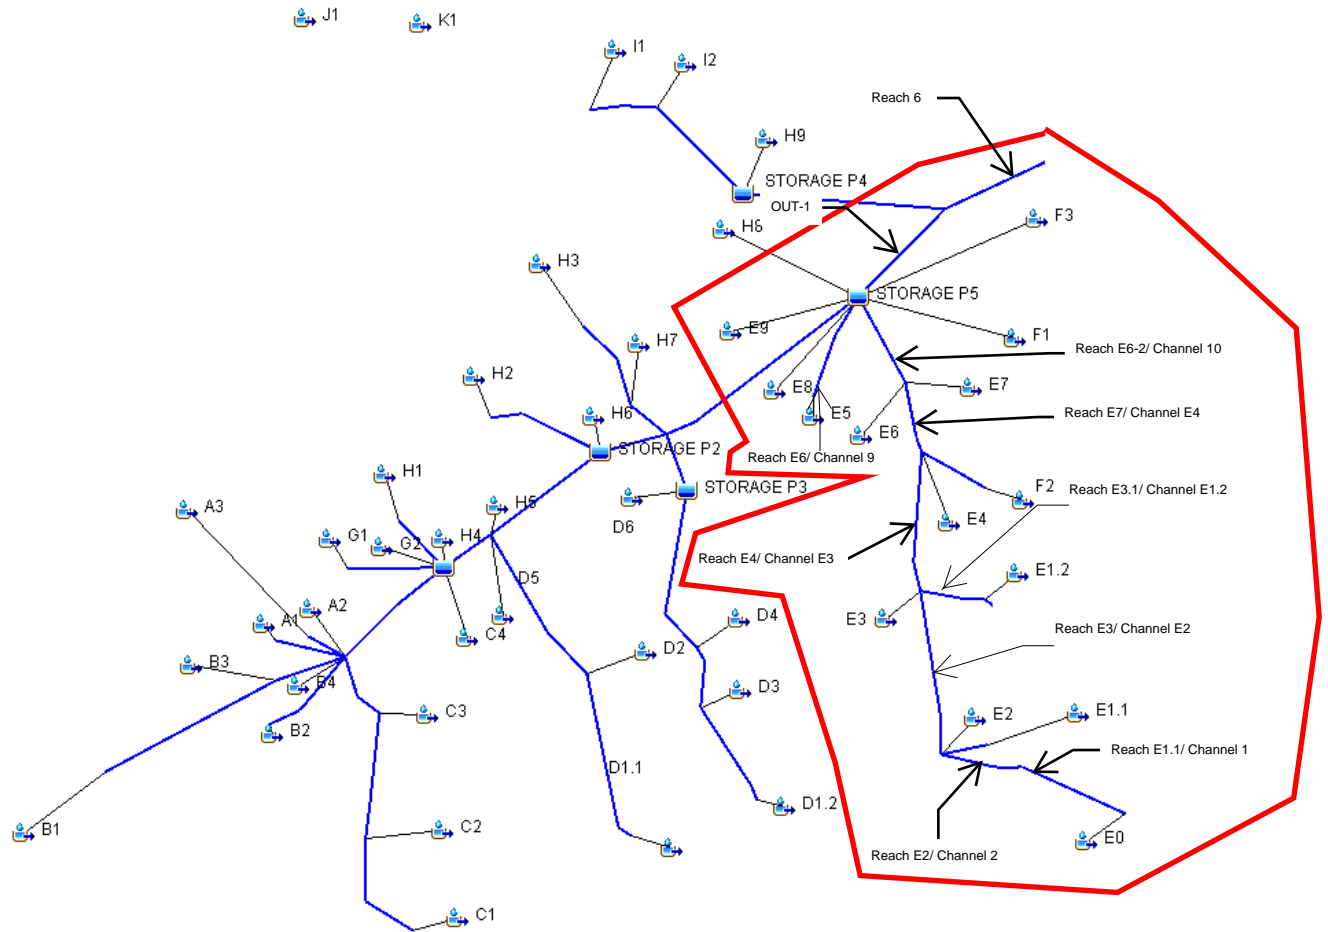 J1
K1
I1
I2
Reach 6
H9
STORAGE P4
OUT-1
F3
H8
H3
STORAGE P5
E9
F1
H7
Reach E6-2/ Channel 10
H2
E8
E7
H6
E5
Reach E7/ Channel E4
E6
STORAGE P2
Reach E6/ Channel 9
H1
STORAGE P3
Reach E3.1/ Channel E1.2
F2
A3
H5
D6
E4
G1
G2
H4
Reach E4/ Channel E3
D5
E1.2
A2
A1
C4
D4
E3
Reach E3/ Channel E2
D2
B3
B4
D3
C3
E2
E1.1
B2
Reach E1.1/ Channel 1
D1.1
D1.2
B1
C2
E0
Reach E2/ Channel 2
C1